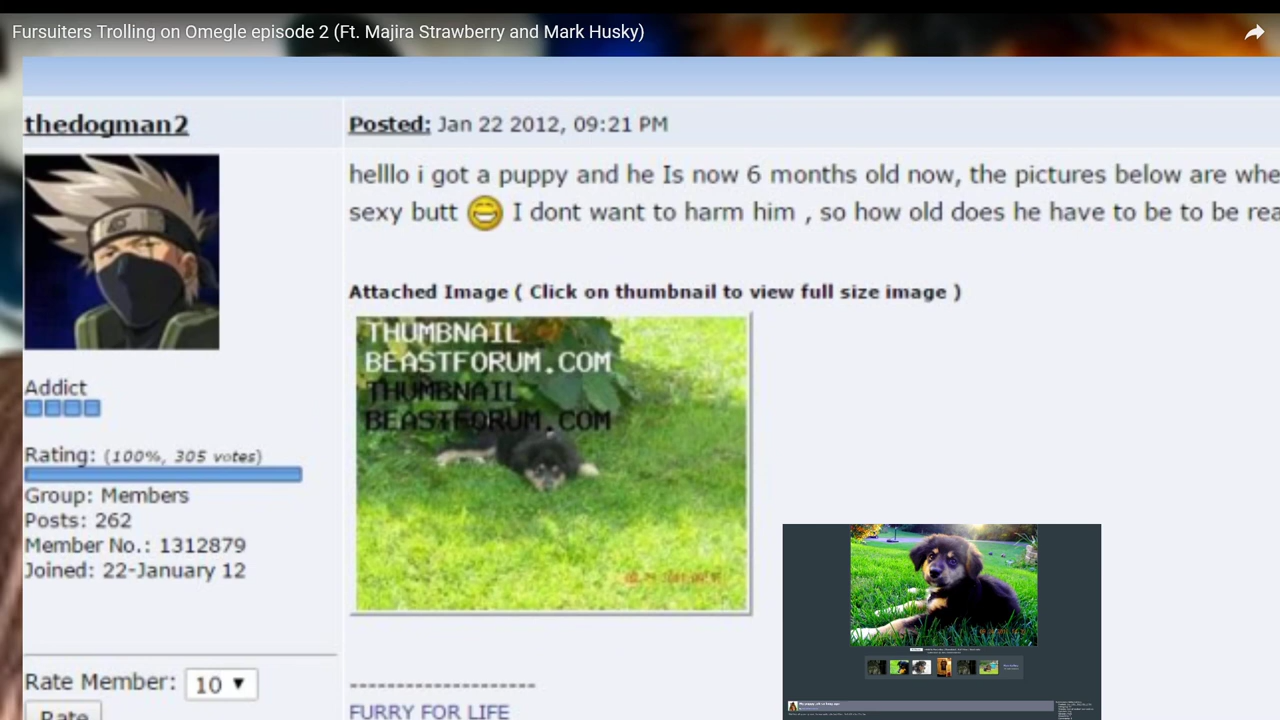 Fursuiters Trolling on Omegle episode 2 (Ft. Majira Strawberry and Mark Husky)
thedogman2
Posted: Jan 22 2012, 09:21 PM
helllo i got a puppy and he Is now 6 months old now, the pictures below are whe
sexy butt I dont want to harm him , so how old does he have to be to be rea
Attached Image ( Click on thumbnail to view full size image )
THUMBNAIL
BEASTFORUM.COM
THUMBNAIL
BEASTFORUM.COM
Addict
Rating: (100%, 305 votes)
Group: Members
Posts: 262
Member No.: 1312879
Joined: 22-January 12
Rate Member: 10 ▼
Rate
--------------------
FURRY FOR LIFE